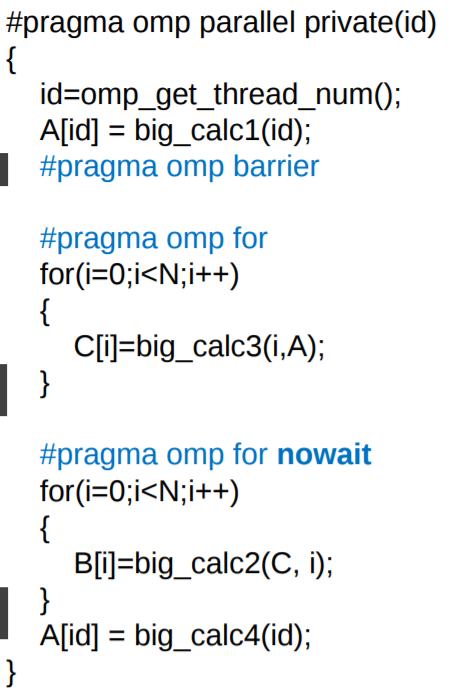 #pragma omp parallel private(id)
{
id=omp_get_thread_num();
A[id] = big_calc1(id);
#pragma omp barrier
#pragma omp for
for(i=0;i<N;i++)
{
C[i]=big_calc3(i,A);
}
#pragma omp for nowait
for(i=0;i<N;i++)
{
B[i]=big_calc2(C, i);
}
A[id] = big_calc4(id);
}